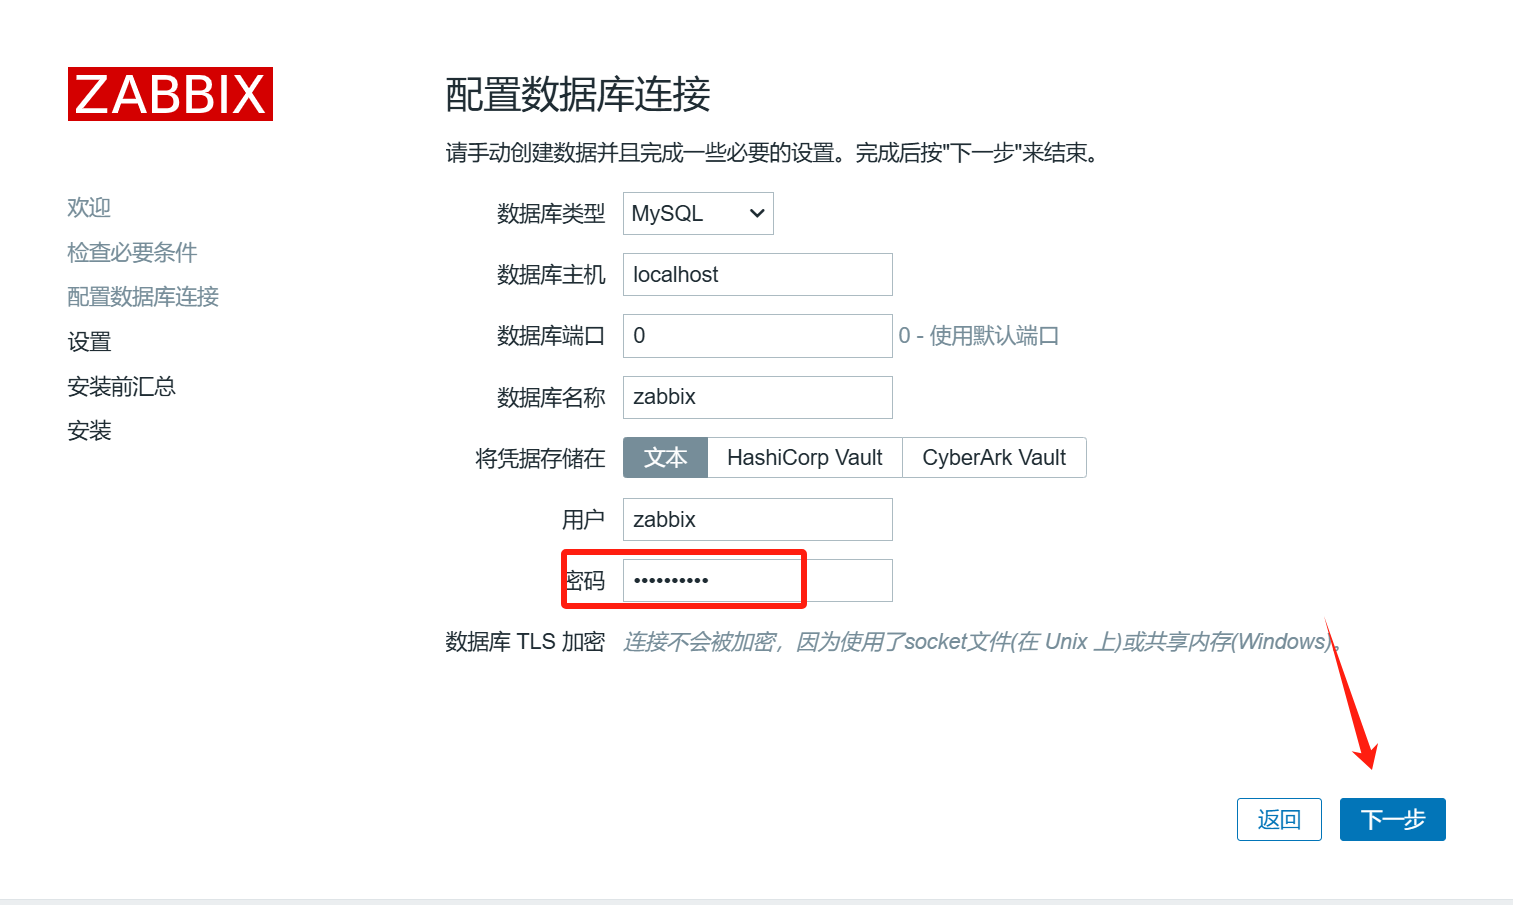 ZABBIX
欢迎
检查必要条件
配置数据库连接
设置
安装前汇总
安装
配置数据库连接
请手动创建数据并且完成一些必要的设置。完成后按"下一步"来结束。
数据库类型 MySQL
数据库主机 localhost
数据库端口 0 0 - 使用默认端口
数据库名称 zabbix
将凭据存储在 文本 HashiCorp Vault CyberArk Vault
用户 zabbix
密码 ••••••••••
数据库 TLS 加密 连接不会被加密，因为使用了socket文件(在 Unix 上)或共享内存(Windows)。
返回 下一步